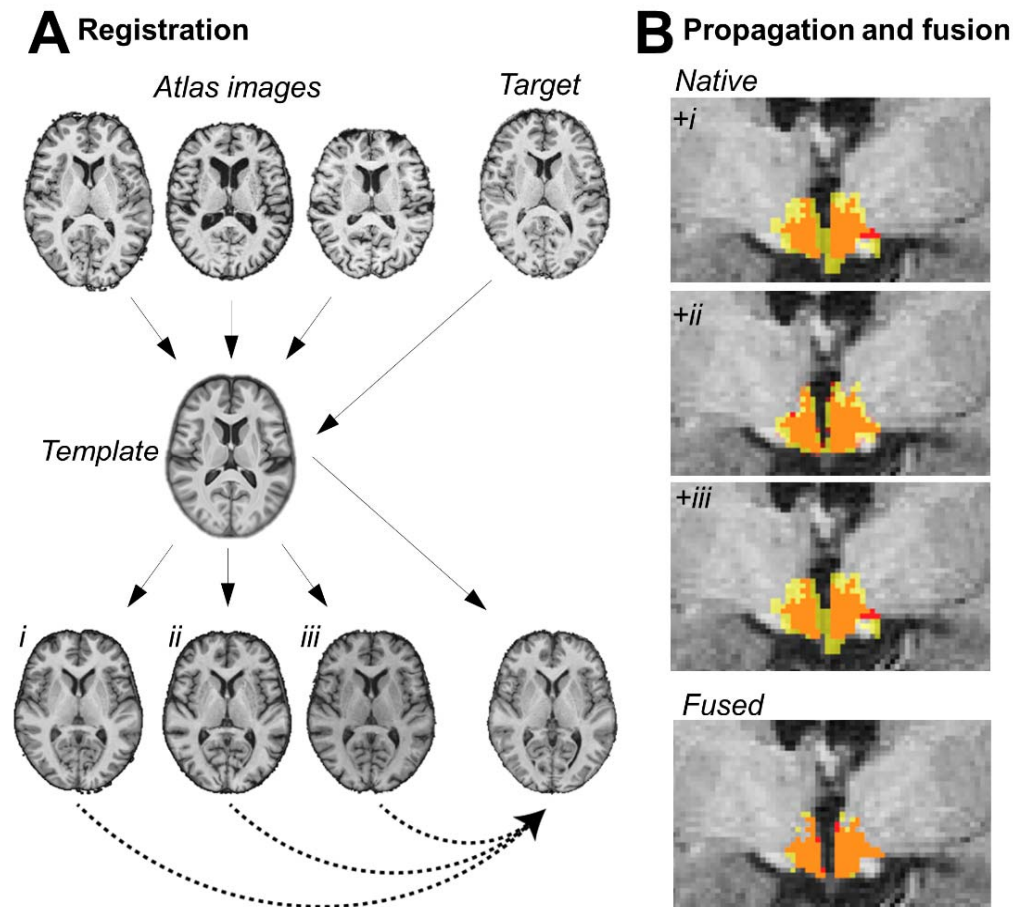 A Registration
Atlas images
Target
Template
i
ii
iii
B Propagation and fusion
Native
+i
+ii
+iii
Fused